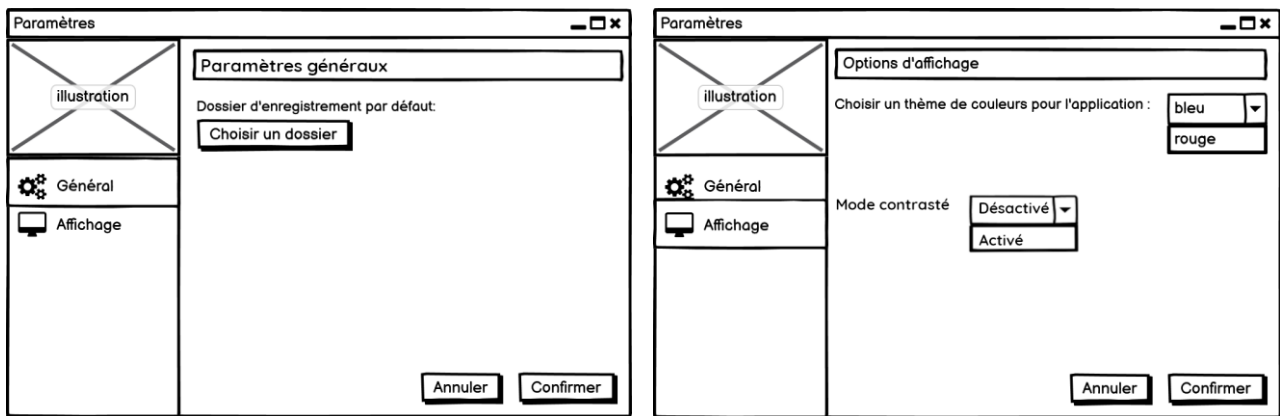 Paramètres
illustration
Paramètres généraux
Dossier d'enregistrement par défaut:
Choisir un dossier
Général
Affichage
Annuler
Confirmer
Paramètres
illustration
Options d'affichage
Choisir un thème de couleurs pour l'application :
bleu
rouge
Général
Affichage
Mode contrasté
Désactivé
Activé
Annuler
Confirmer